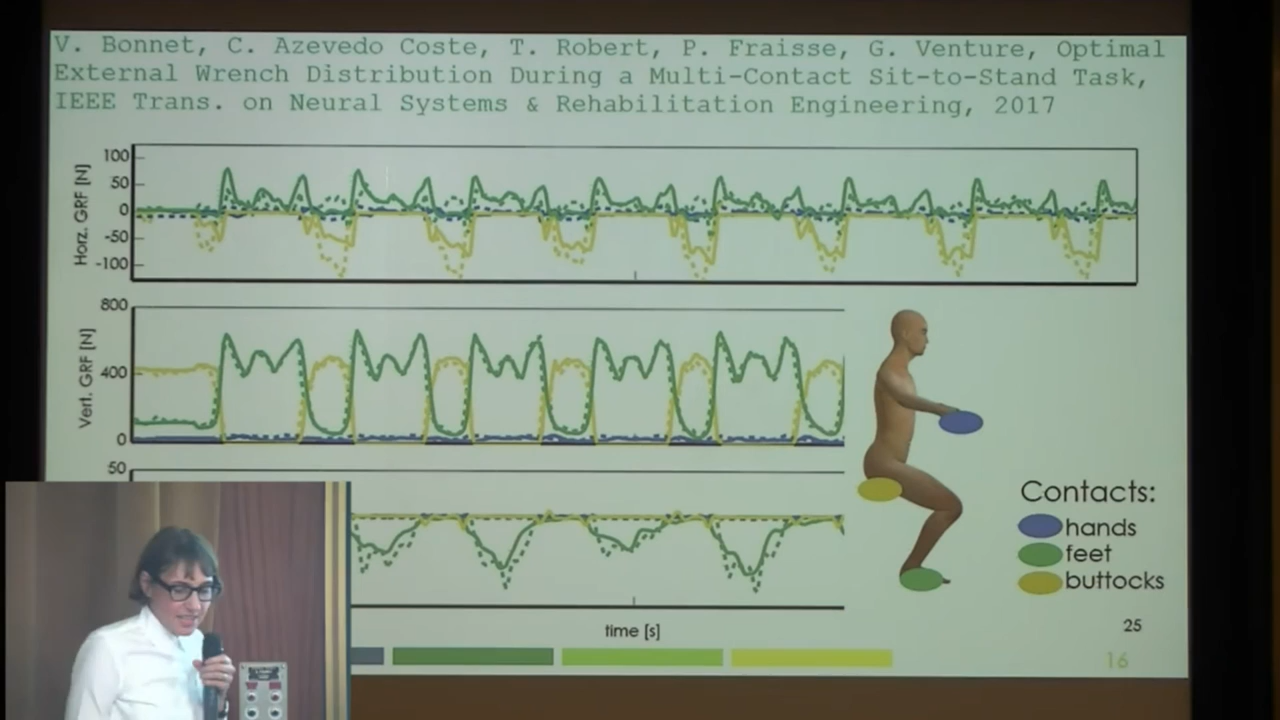 V. Bonnet, C. Azevedo Coste, T. Robert, P. Fraisse, G. Venture, Optimal
External Wrench Distribution During a Multi-Contact Sit-to-Stand Task,
IEEE Trans. on Neural Systems & Rehabilitation Engineering, 2017
Horz. GRF [N]
100
50
0
-50
-100
Vert. GRF [N]
800
400
0
50
time [s]
Contacts:
hands
feet
buttocks
25
16